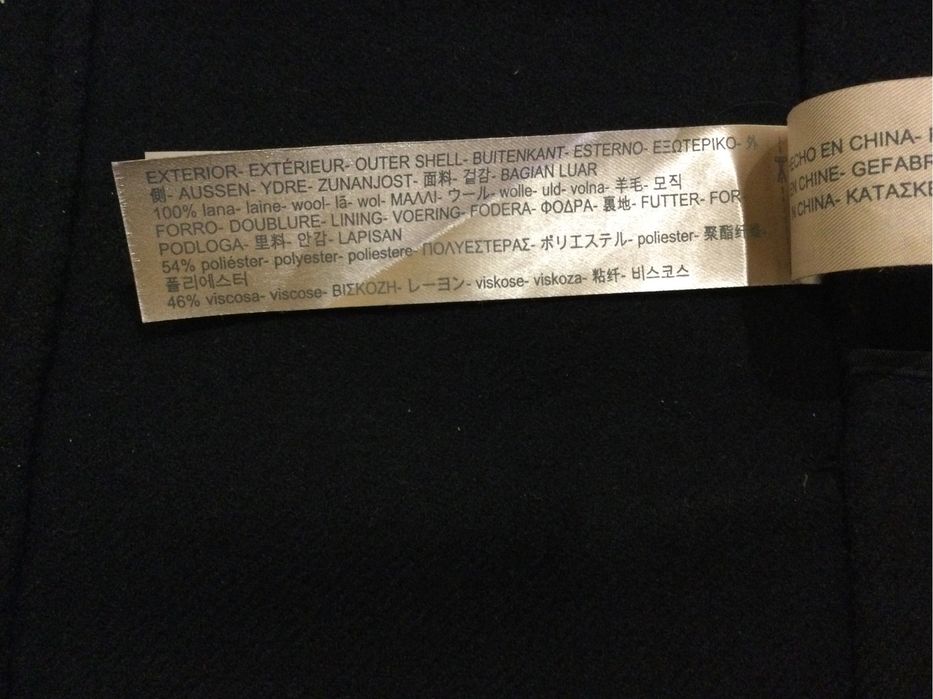 EXTERIOR- EXTÉRIEUR- OUTER SHELL- BUITENKANT- ESTERNO- ΕΞΩΤΕΡΙΚΟ- 外
側- AUSSEN- YDRE- ZUNANJOST- 面料- 겉감- BAGIAN LUAR
100% lana- laine- wool- lã- wol- ΜΑΛΛΙ- ウール- wolle- uld- volna- 羊毛- 모직
FORRO- DOUBLURE- LINING- VOERING- FODERA- ΦΟΔΡΑ- 裏地- FUTTER- FOR
PODLOGA- 里料- 안감- LAPISAN
54% poliéster- polyester- poliestere- ΠΟΛΥΕΣΤΕΡΑΣ- ポリエステル- poliester- 聚酯纤维-
폴리에스터
46% viscosa- viscose- ΒΙΣΚΟΖΗ- レーヨン- viskose- viskoza- 粘纤- 비스코스
ECHO EN CHINA-
EN CHINE- GEFABR
N CHINA- ΚΑΤΑΣΚΕ